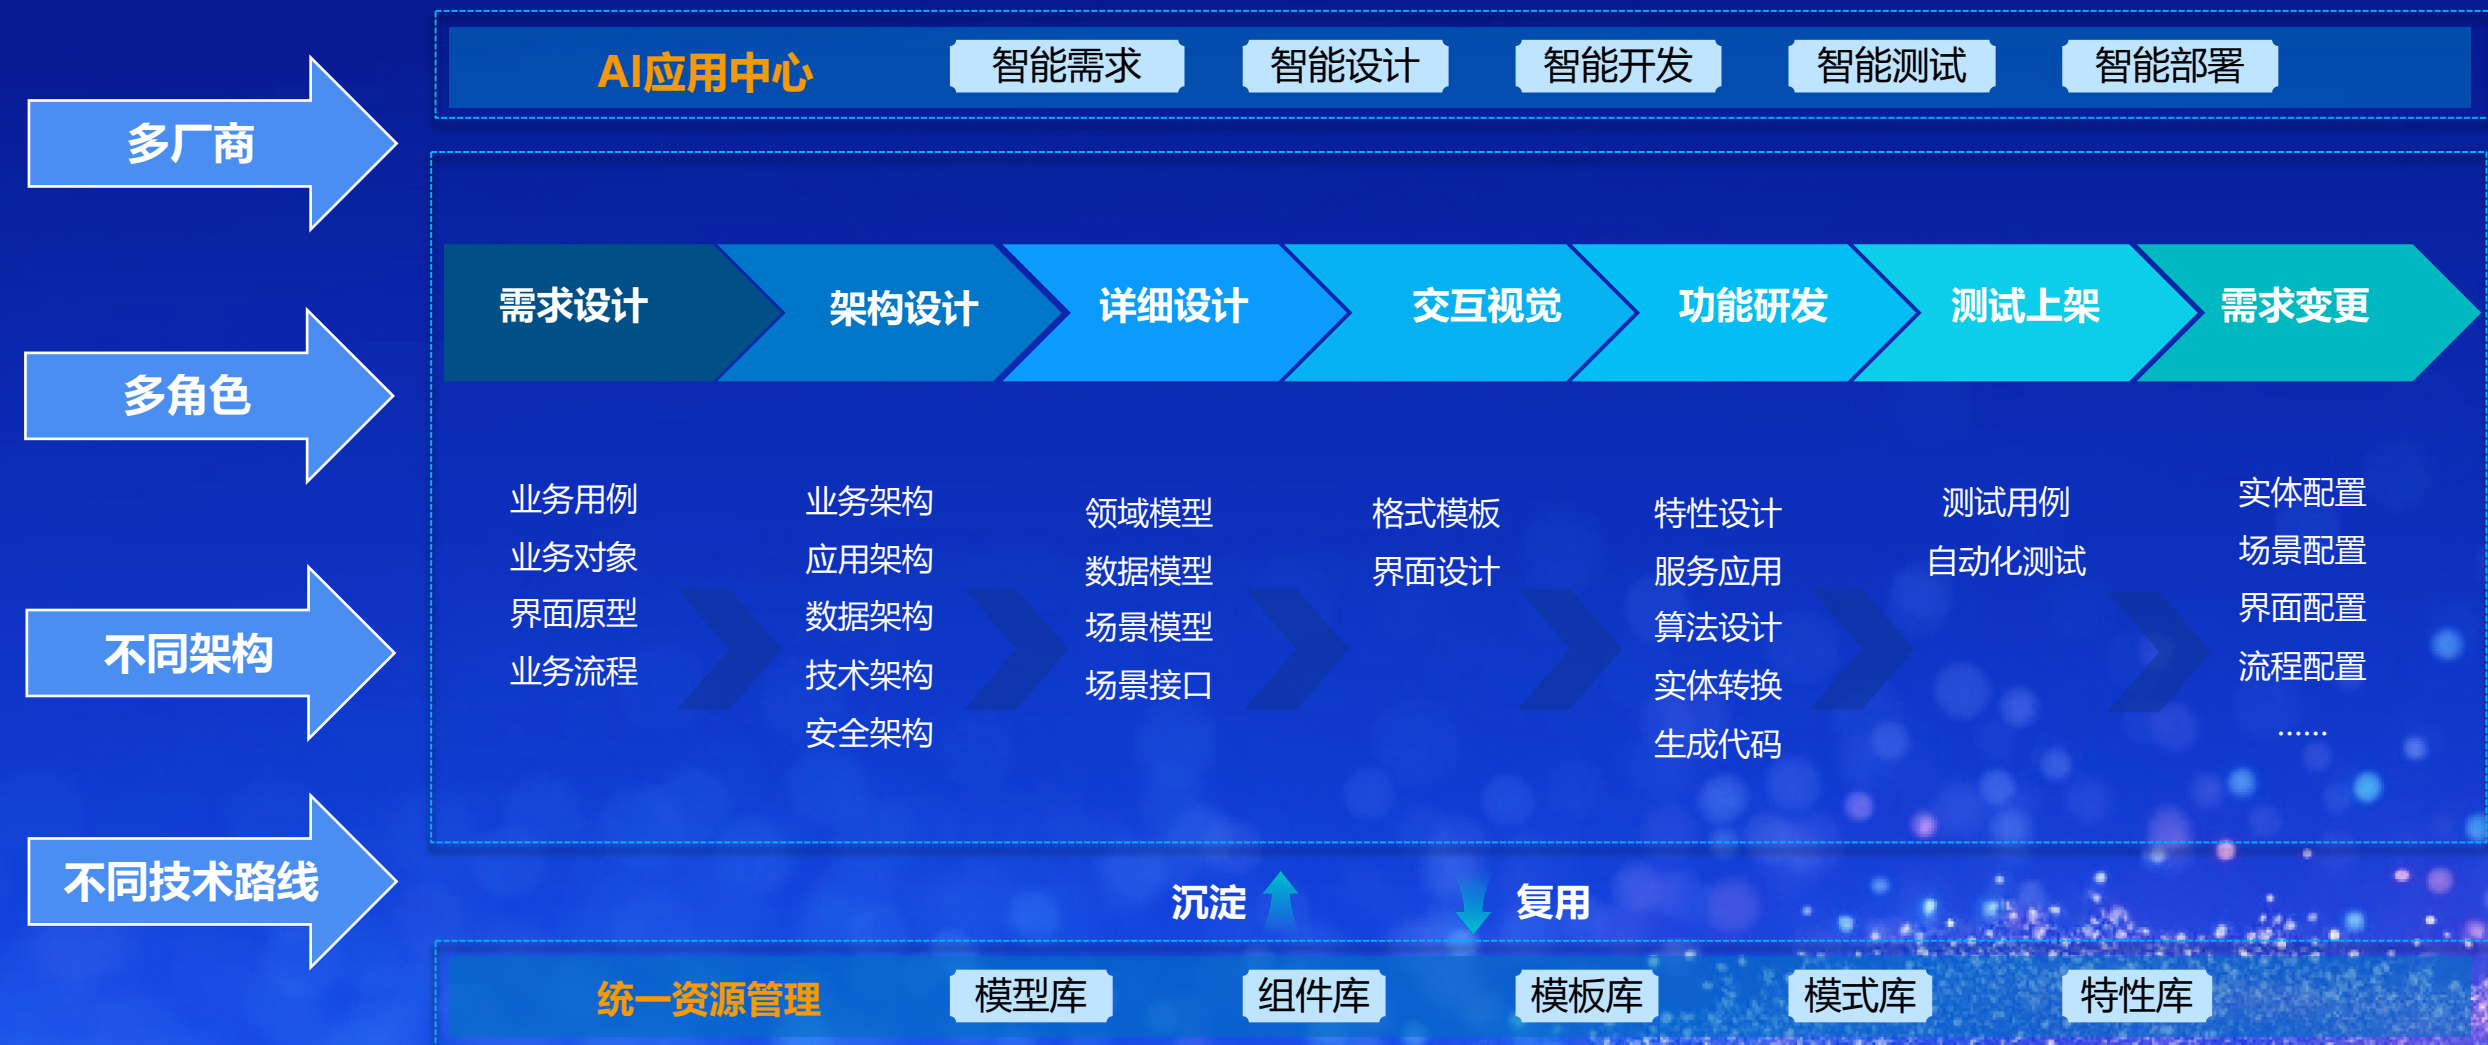 AI应用中心
智能需求
智能设计
智能开发
智能测试
智能部署
多厂商
多角色
不同架构
不同技术路线
需求设计
架构设计
详细设计
交互视觉
功能研发
测试上架
需求变更
业务用例
业务对象
界面原型
业务流程
业务架构
应用架构
数据架构
技术架构
安全架构
领域模型
数据模型
场景模型
场景接口
格式模板
界面设计
特性设计
服务应用
算法设计
实体转换
生成代码
测试用例
自动化测试
实体配置
场景配置
界面配置
流程配置
......
沉淀
复用
统一资源管理
模型库
组件库
模板库
模式库
特性库